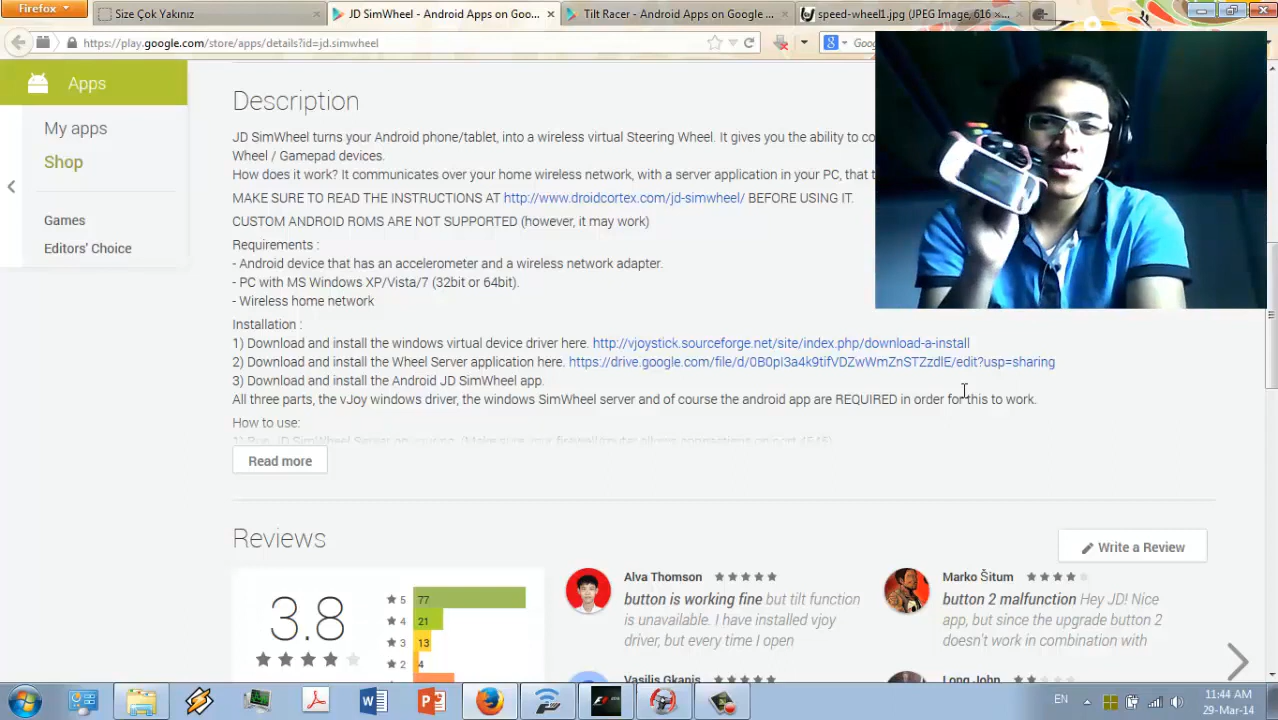 Firefox
Size Çok Yakınız
JD SimWheel - Android Apps on Goo...
Tilt Racer - Android Apps on Google ...
speed-wheel1.jpg (JPEG Image, 616 ×...
https://play.google.com/store/apps/details?id=jd.simwheel
Goo
Apps
My apps
Shop
Games
Editors' Choice
Description
JD SimWheel turns your Android phone/tablet, into a wireless virtual Steering Wheel. It gives you the ability to co
Wheel / Gamepad devices.
How does it work? It communicates over your home wireless network, with a server application in your PC, that t
MAKE SURE TO READ THE INSTRUCTIONS AT http://www.droidcortex.com/jd-simwheel/ BEFORE USING IT.
CUSTOM ANDROID ROMS ARE NOT SUPPORTED (however, it may work)
Requirements :
- Android device that has an accelerometer and a wireless network adapter.
- PC with MS Windows XP/Vista/7 (32bit or 64bit).
- Wireless home network
Installation :
1) Download and install the windows virtual device driver here. http://vjoystick.sourceforge.net/site/index.php/download-a-install
2) Download and install the Wheel Server application here. https://drive.google.com/file/d/0B0pI3a4k9tifVDZwWmZnSTZzdlE/edit?usp=sharing
3) Download and install the Android JD SimWheel app.
All three parts, the vJoy windows driver, the windows SimWheel server and of course the android app are REQUIRED in order for this to work.
How to use:
Read more
Reviews
Write a Review
3.8
5 77
4 21
3 13
2 4
Alva Thomson
button is working fine but tilt function
is unavailable. I have installed vjoy
driver, but every time I open
Marko Šitum
button 2 malfunction Hey JD! Nice
app, but since the upgrade button 2
doesn't work in combination with
Vasilis Gkanis
Long John
EN
11:44 AM
29-Mar-14